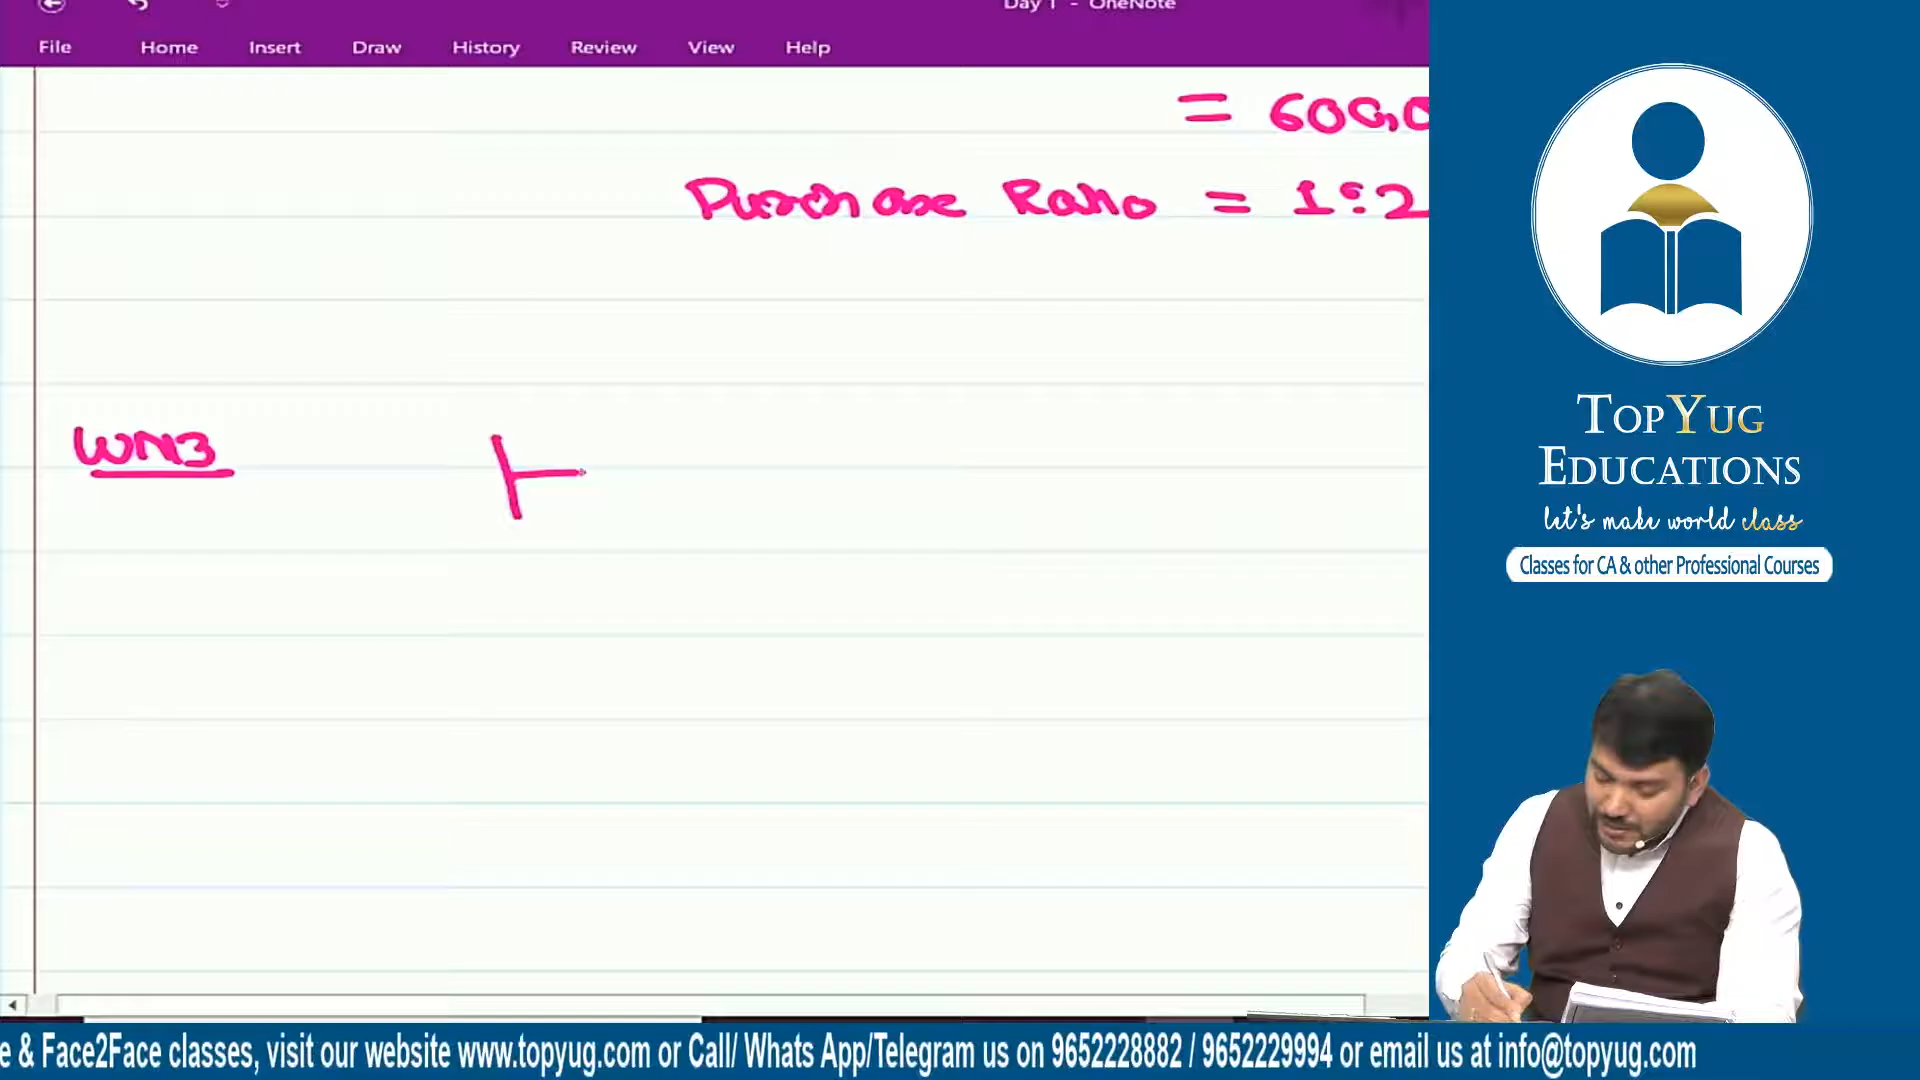 Day 1 - OneNote
File Home Insert Draw History Review View Help
= 600,0
Purchase Ratio = 1:2
WN3
TOPYUG
EDUCATIONS
let's make world class
Classes for CA & other Professional Courses
e & Face2Face classes, visit our website www.topyug.com or Call/ Whats App/Telegram us on 9652228882 / 9652229994 or email us at info@topyug.com